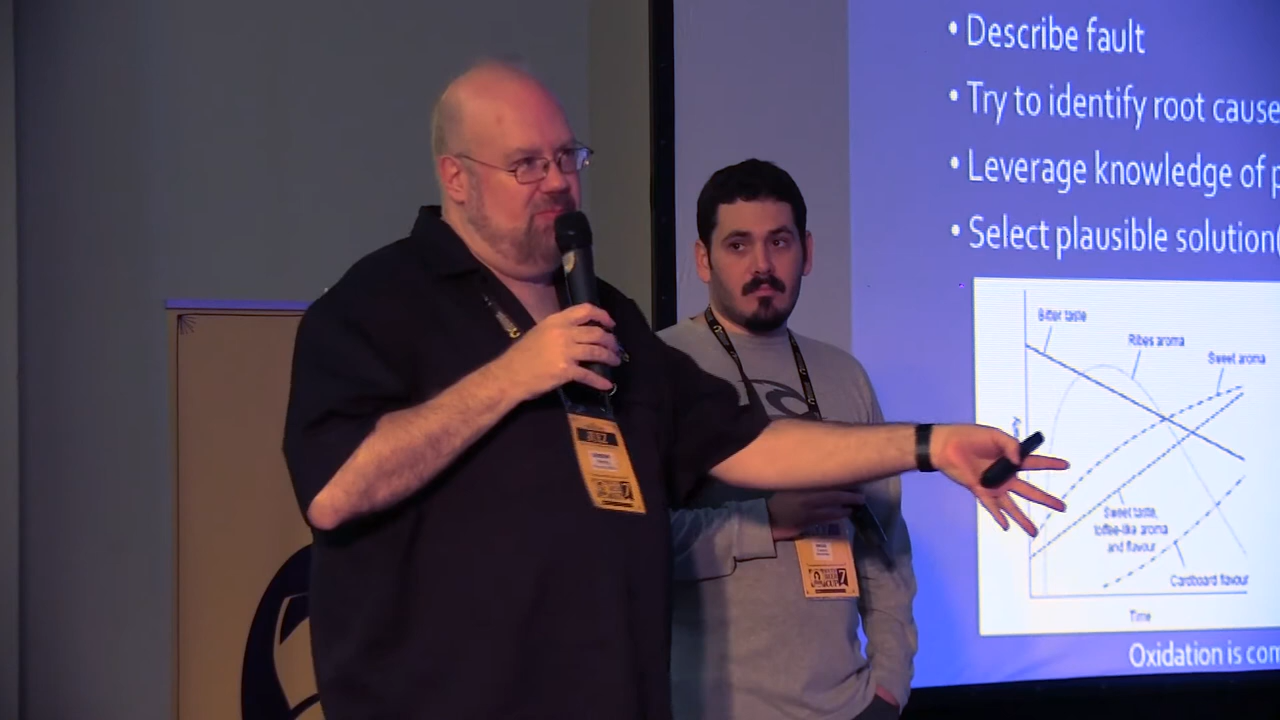 • Describe fault
• Try to identify root cause
• Leverage knowledge of p
• Select plausible solution(
Bitter taste
Ribes aroma
Sweet aroma
Sweet taste,
toffee-like aroma
and flavour
Cardboard flavour
Time
Oxidation is com